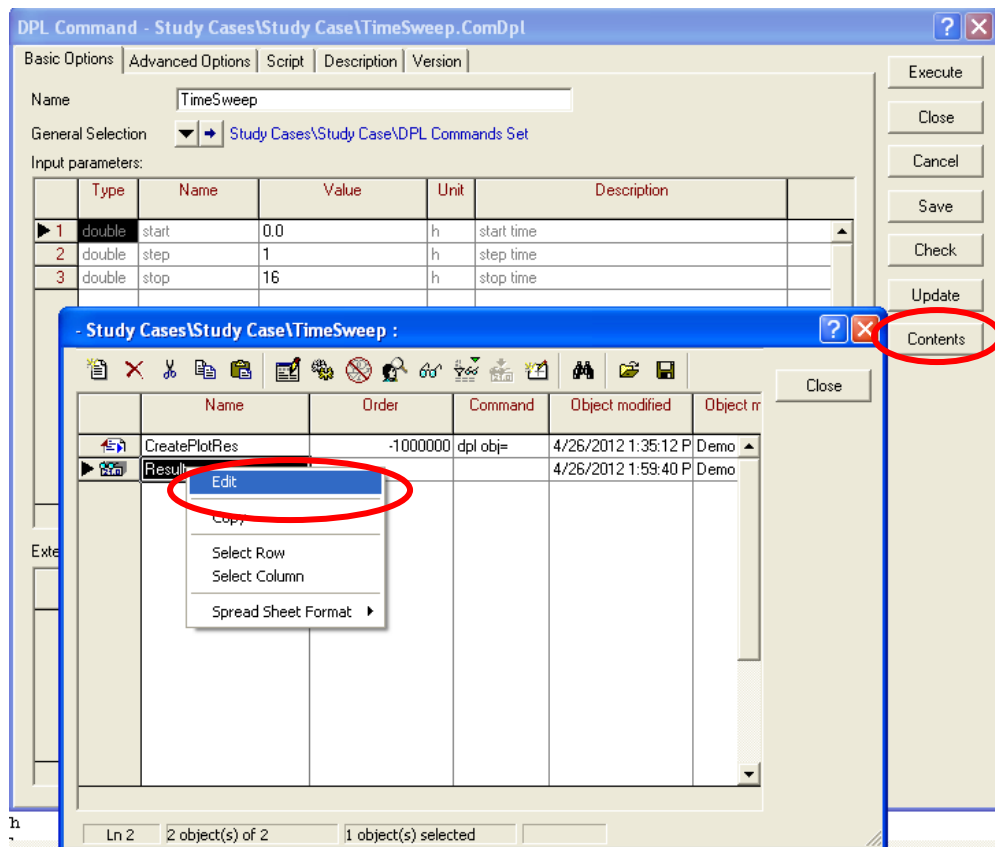 DPL Command - Study Cases\Study Case\TimeSweep.ComDpl
Basic Options Advanced Options Script Description Version
Execute
Name TimeSweep
Close
General Selection Study Cases\Study Case\DPL Commands Set
Input parameters:
Cancel
Type Name Value Unit Description
Save
1 double start 0.0 h start time
2 double step 1 h step time
Check
3 double stop 16 h stop time
Update
- Study Cases\Study Case\TimeSweep :
Contents
Close
Name Order Command Object modified Object m
CreatePlotRes -1000000 dpl obj= 4/26/2012 1:35:12 P Demo
Result 4/26/2012 1:59:40 P Demo
Edit
Copy
Exte
Select Row
Select Column
Spread Sheet Format
h
Ln 2 2 object(s) of 2 1 object(s) selected